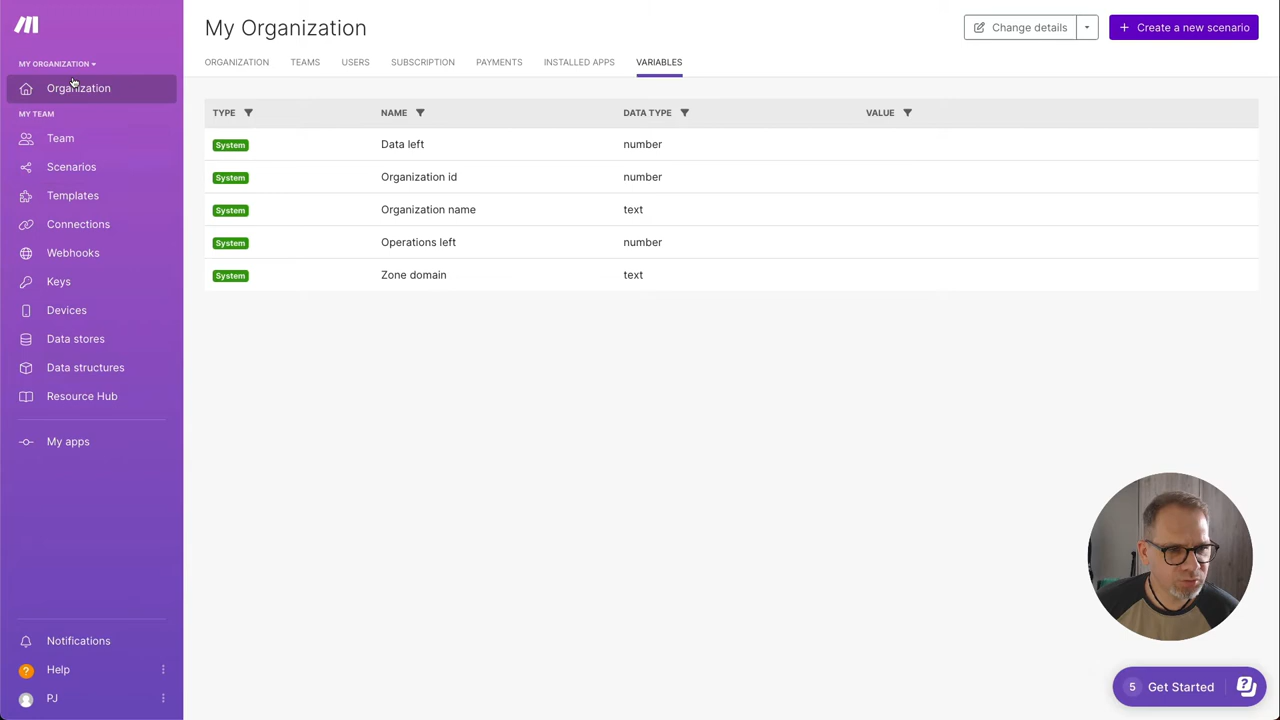 My Organization
Change details
Create a new scenario
MY ORGANIZATION
ORGANIZATION TEAMS USERS SUBSCRIPTION PAYMENTS INSTALLED APPS VARIABLES
Organization
MY TEAM
Team
Scenarios
Templates
Connections
Webhooks
Keys
Devices
Data stores
Data structures
Resource Hub
My apps
Notifications
? Help
PJ
TYPE NAME DATA TYPE VALUE
System Data left number
System Organization id number
System Organization name text
System Operations left number
System Zone domain text
5 Get Started ?